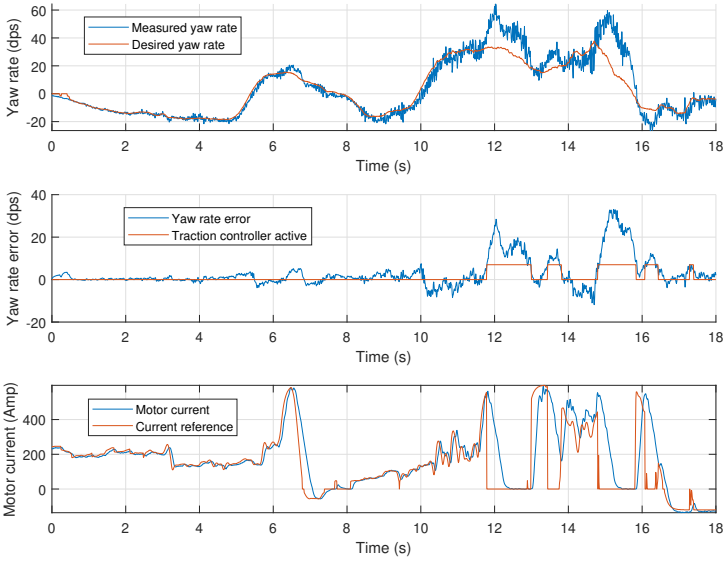 Yaw rate (dps)
60
40
20
0
-20
Measured yaw rate
Desired yaw rate
0 2 4 6 8 10 12 14 16 18
Time (s)
Yaw rate error (dps)
40
20
0
-20
Yaw rate error
Traction controller active
0 2 4 6 8 10 12 14 16 18
Time (s)
Motor current (Amp)
400
200
0
Motor current
Current reference
0 2 4 6 8 10 12 14 16 18
Time (s)